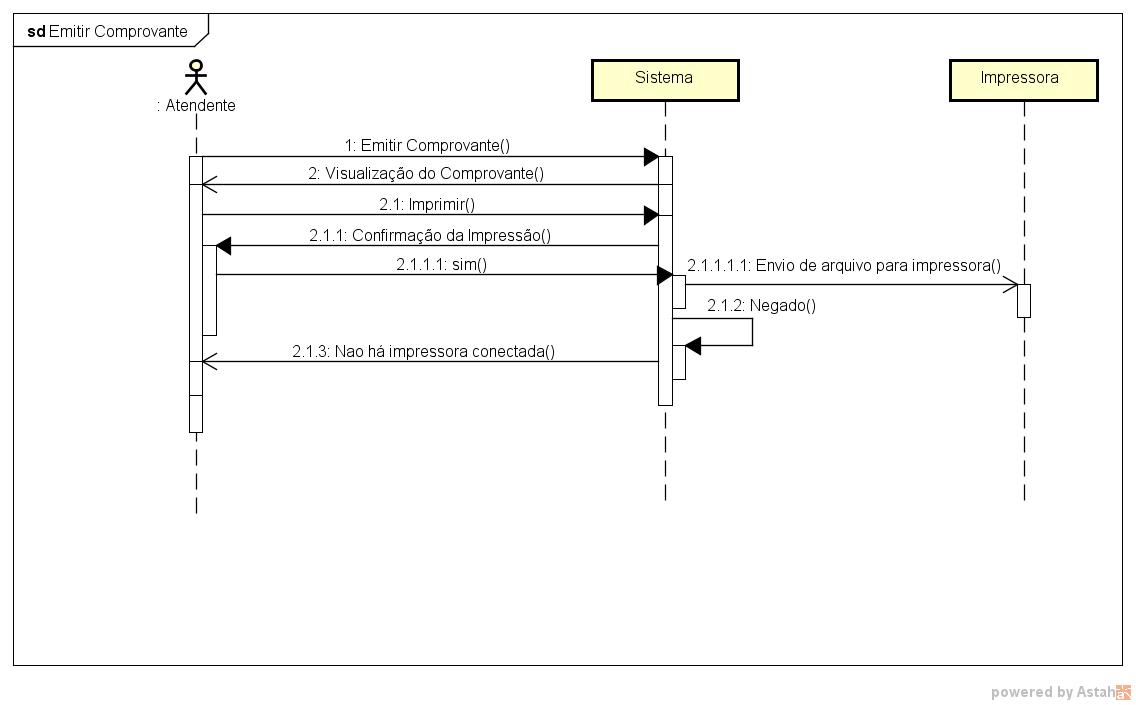 sd Emitir Comprovante
: Atendente
Sistema
Impressora
1: Emitir Comprovante()
2: Visualização do Comprovante()
2.1: Imprimir()
2.1.1: Confirmação da Impressão()
2.1.1.1: sim()
2.1.1.1.1: Envio de arquivo para impressora()
2.1.2: Negado()
2.1.3: Nao há impressora conectada()
powered by Astah